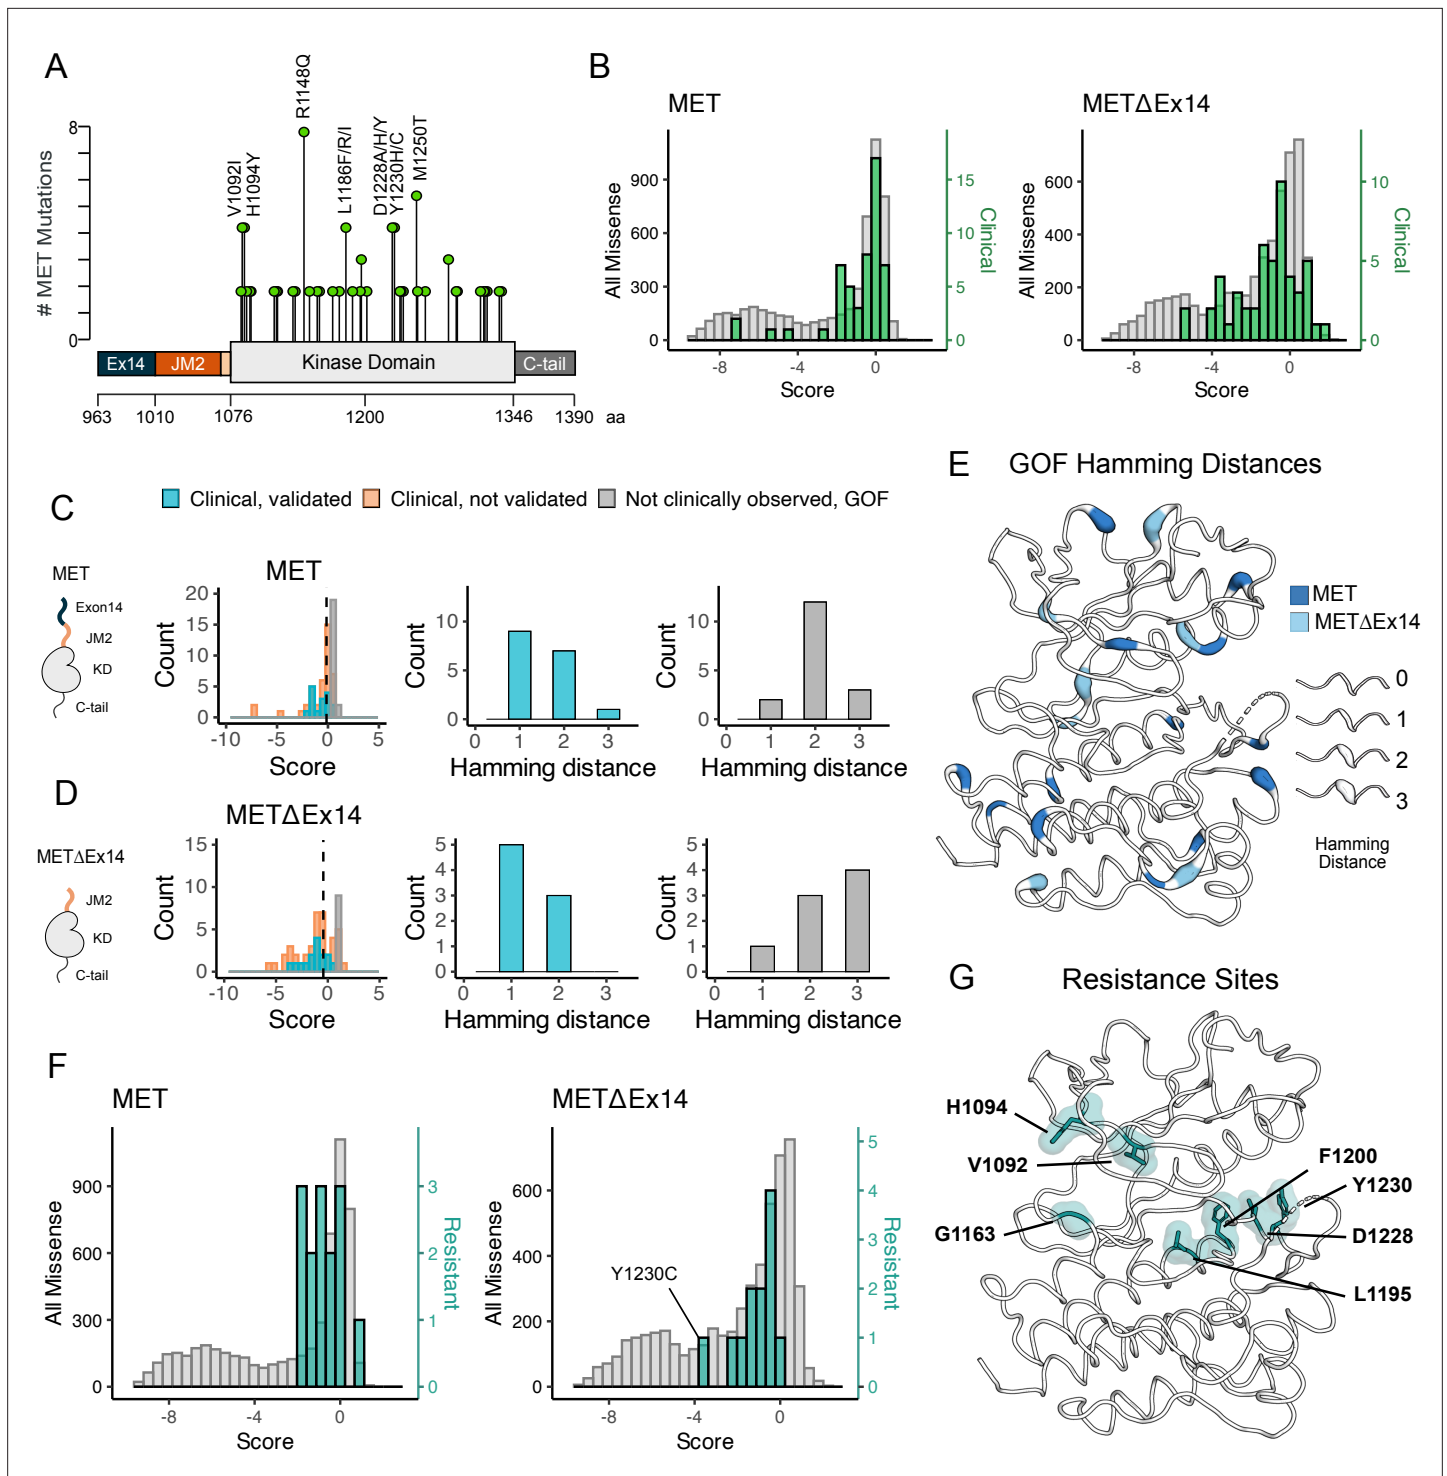 A
# MET Mutations
8
0
V1092I
H1094Y
R1148Q
L1186F/R/I
D1228A/H/Y
Y1230H/C
M1250T
Ex14
JM2
Kinase Domain
C-tail
963
1010
1076
1200
1346
1390
aa
B
MET
All Missense
900
600
300
0
-8
-4
0
Score
15
10
5
0
Clinical
METΔEx14
All Missense
600
400
200
0
-8
-4
0
Score
10
5
0
Clinical
Clinical, validated
Clinical, not validated
Not clinically observed, GOF
C
MET
Exon14
JM2
KD
C-tail
MET
Count
20
15
10
5
0
-10
-5
0
5
Score
Count
10
5
0
0
1
2
3
Hamming distance
Count
10
5
0
0
1
2
3
Hamming distance
D
METΔEx14
JM2
KD
C-tail
METΔEx14
Count
15
10
5
0
-10
-5
0
5
Score
Count
5
4
3
2
1
0
0
1
2
3
Hamming distance
Count
5
4
3
2
1
0
0
1
2
3
Hamming distance
E
GOF Hamming Distances
MET
METΔEx14
0
1
2
3
Hamming
Distance
F
MET
All Missense
900
600
300
0
-8
-4
0
Score
3
2
1
0
Resistant
METΔEx14
All Missense
600
400
200
0
Y1230C
-8
-4
0
Score
5
4
3
2
1
0
Resistant
G
Resistance Sites
H1094
V1092
G1163
F1200
Y1230
D1228
L1195